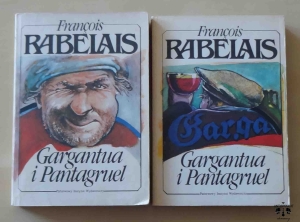 François
RABELAIS
Gargantua
i Pantagruel
François
RABELAIS
Garga
Gargantua
i Pantagruel